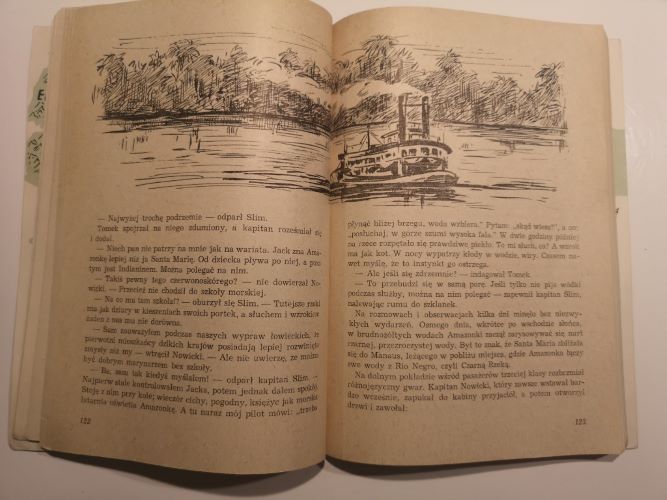 — Najwyżej trochę podrzemie — odparł Slim.
Tomek spojrzał na niego zdumiony, a kapitan roześmiał się
i dodał:
— Niech pan nie patrzy na mnie jak na wariata. Jack zna Ama-
zonkę lepiej niż ja Santa Marię. Od dziecka pływa po niej, a poza
tym jest Indianinem. Można polegać na nim.
— Takiś pewny tego czerwonoskórego? — nie dowierzał No-
wicki. — Przecież nie chodził do szkoły morskiej.
— Na co mu tam szkoła? — oburzył się Slim. — Tutejsze rzeki
zna jak dzicy w kieszeniach swoich portek, a słuchem i wzrokiem
żaden z nas mu nie dorówna.
— Sam zauważyłem podczas naszych wypraw łowieckich, że
pierwotni mieszkańcy dzikich krajów posiadają lepiej rozwinięte
zmysły niż my — wtrącił Nowicki. — Ale nie uwierzę, że można
być dobrym marynarzem bez szkoły.
— Ba, sam tak kiedyś myślałem! — odparł kapitan Slim. —
Najpierw stale kontrolowałem Jacka, potem jednak dałem spokój.
Stoję z nim przy kole; wieczór cichy, pogodny, księżyc jak morska
latarnia oświetla Amazonkę. A tu naraz mój pilot mówi: „trzeba
122
płynąć bliżej brzegu, woda wzbiera." Pytam: „skąd wiesz?", a on:
„posłuchaj, w górze szumi wysoka fala." W dwie godziny później
na rzece rozpętało się prawdziwe piekło. To mi słuch, co? A wzrok
ma jak kot. W nocy wypatrzy kłody w wodzie, wiry. Czasem na-
wet myślę, że to instynkt go ostrzega.
— Ale jeśli się zdrzemnie? — indagował Tomek.
— To przebudzi się w samą porę. Jeśli tylko nie pija wódki
podczas służby, można na nim polegać — zapewnił kapitan Slim,
nalewając rumu do szklanek.
Na rozmowach i obserwacjach kilka dni minęło bez niezwy-
kłych wydarzeń. Ósmego dnia, wkrótce po wschodzie słońca,
w brudnożółtych wodach Amazonki zaczął zarysowywać się nurt
czarnej, przezroczystej wody. Był to znak, że Santa Maria zbliżała
się do Manaus, leżącego w pobliżu miejsca, gdzie Amazonka łączy
swe wody z Rio Negro, czyli Czarną Rzeką.
Na dolnym pokładzie wśród pasażerów trzeciej klasy rozbrzmiał
różnojęzyczny gwar. Kapitan Nowicki, który zawsze wstawał bar-
dzo wcześnie, zapukał do kabiny przyjaciół, a potem otworzył
drzwi i zawołał:
123